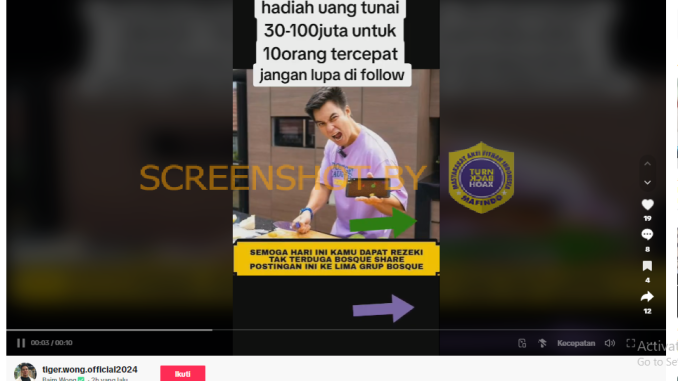 hadiah uang tunai
30-100juta untuk
10orang tercepat
jangan lupa di follow
SCREENSHOT BY
MASYARAKAT ANTI FITNAH INDONESIA
TURN
BACK
HOAX
MAFINDO
SEMOGA HARI INI KAMU DAPAT REZEKI
TAK TERDUGA BOSQUE SHARE
POSTINGAN INI KE LIMA GRUP BOSQUE
19
8
4
12
00:03 / 00:10
Kecepatan
Activat
Go to Se
tiger.wong.official2024
Baim Wong
2h yang lalu
Ikuti